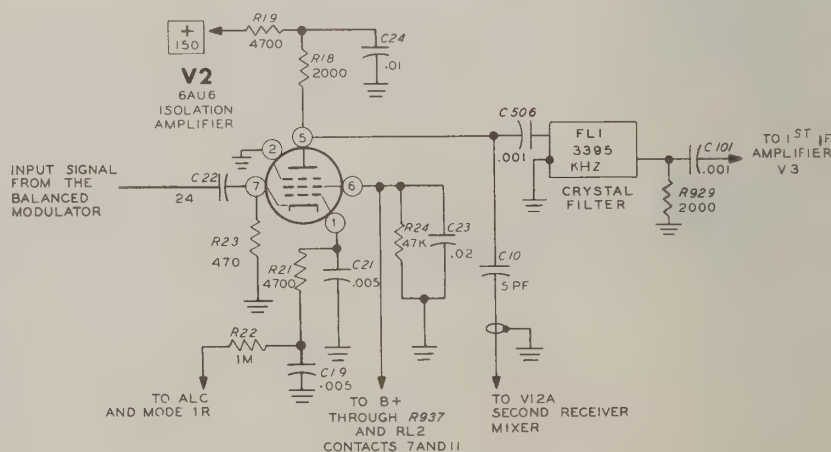 +
150
R19
4700
C24
.01
R18
2000
V2
6AU6
ISOLATION
AMPLIFIER
INPUT SIGNAL
FROM THE
BALANCED
MODULATOR
C22
24
2
5
7
6
1
C506
.001
FL1
3395
KHZ
CRYSTAL
FILTER
C101
.001
TO 1ST IF
AMPLIFIER
V3
R929
2000
R23
470
R21
4700
C21
.005
R24
47K
C23
.02
C10
5 PF
R22
1M
C19
.005
TO ALC
AND MODE 1R
TO B+
THROUGH R937
AND RL2
CONTACTS 7 AND 11
TO V12A
SECOND RECEIVER
MIXER